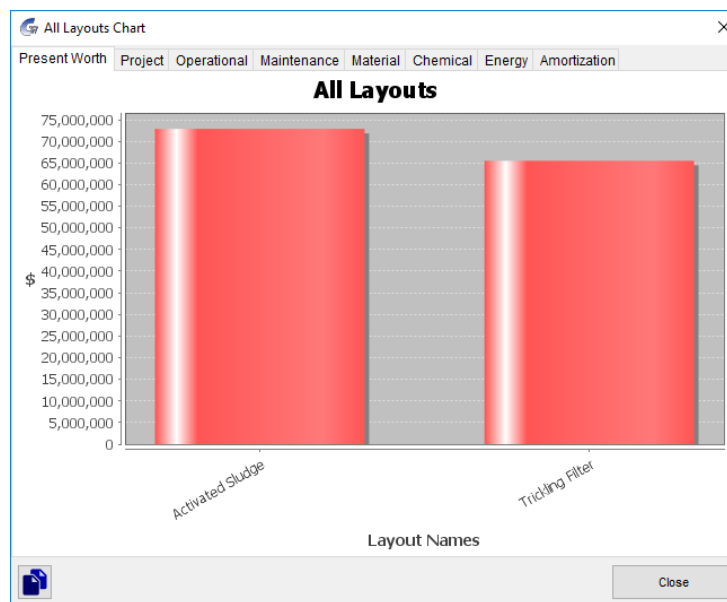 All Layouts Chart
Present Worth Project Operational Maintenance Material Chemical Energy Amortization
All Layouts
75,000,000
70,000,000
65,000,000
60,000,000
55,000,000
50,000,000
45,000,000
$ 40,000,000
35,000,000
30,000,000
25,000,000
20,000,000
15,000,000
10,000,000
5,000,000
0
Activated Sludge
Trickling Filter
Layout Names
Close